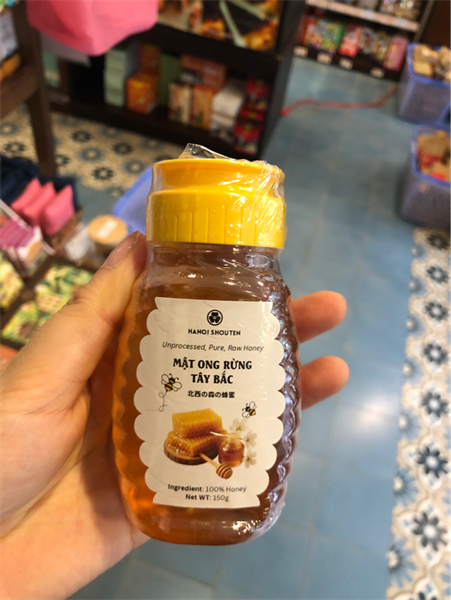 HANOI SHOUTEN
Unprocessed, Pure, Raw Honey
MẬT ONG RỪNG
TÂY BẮC
北西の森の蜂蜜
Ingredient: 100% Honey
Net WT: 150g